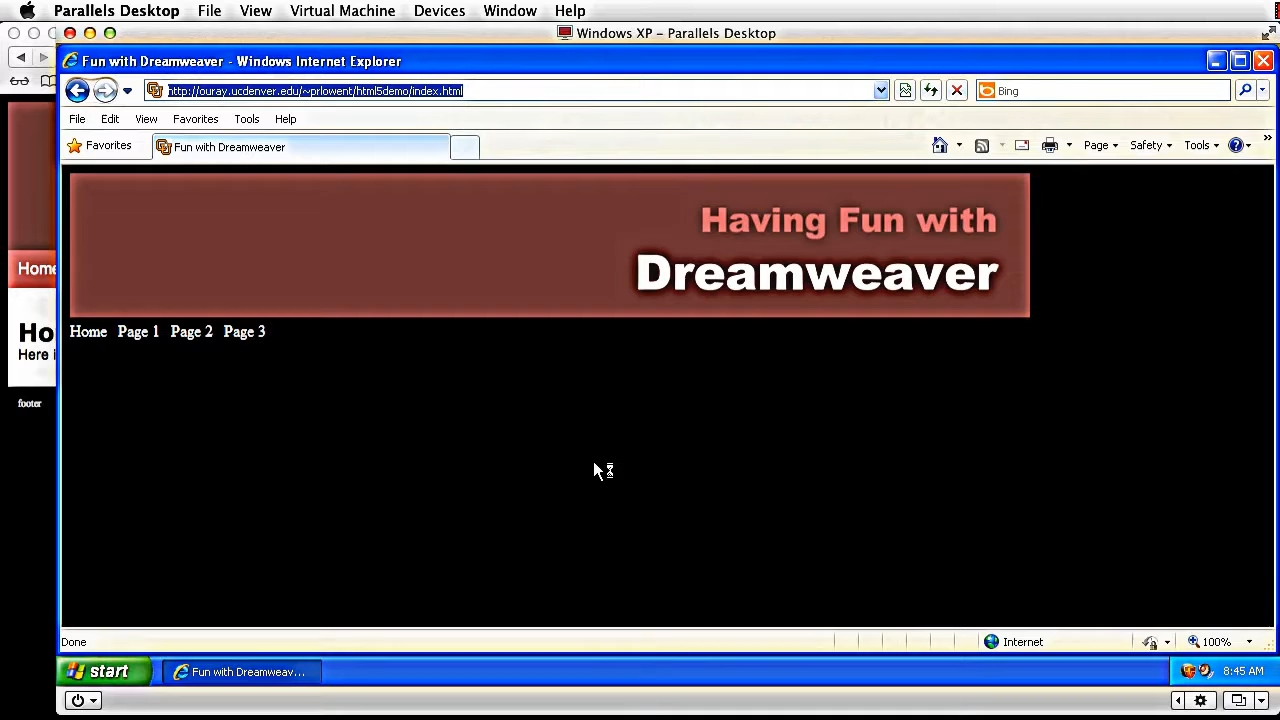 Parallels Desktop File View Virtual Machine Devices Window Help
Windows XP – Parallels Desktop
Fun with Dreamweaver - Windows Internet Explorer
http://ouray.ucdenver.edu/~prlowent/html5demo/index.html
Bing
File Edit View Favorites Tools Help
Favorites
Fun with Dreamweaver
Page Safety Tools
Having Fun with
Dreamweaver
Home
Home Page 1 Page 2 Page 3
Ho
Here i
footer
Done
Internet
100%
start
Fun with Dreamweav...
8:45 AM